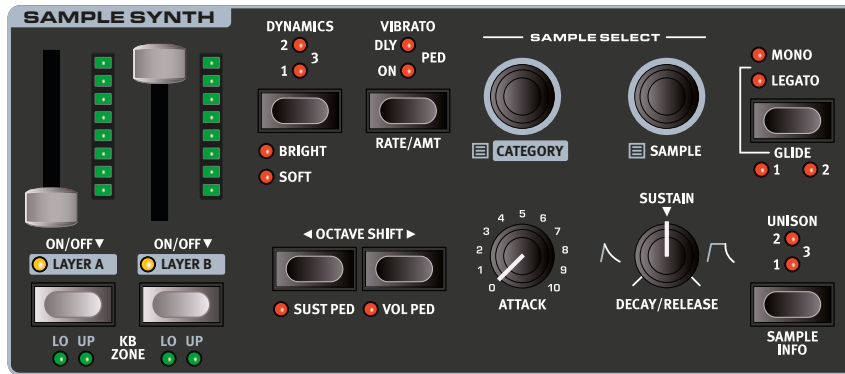 SAMPLE SYNTH
DYNAMICS
2
3
1
BRIGHT
SOFT
VIBRATO
DLY
PED
ON
RATE/AMT
SAMPLE SELECT
CATEGORY
SAMPLE
MONO
LEGATO
GLIDE
1 2
ON/OFF▼ ON/OFF▼
LAYER A LAYER B
LO UP KB ZONE LO UP
◄ OCTAVE SHIFT ►
SUST PED VOL PED
0 1 2 3 4 5 6 7 8 9 10
ATTACK
SUSTAIN
▼
DECAY/RELEASE
UNISON
2
3
1
SAMPLE
INFO